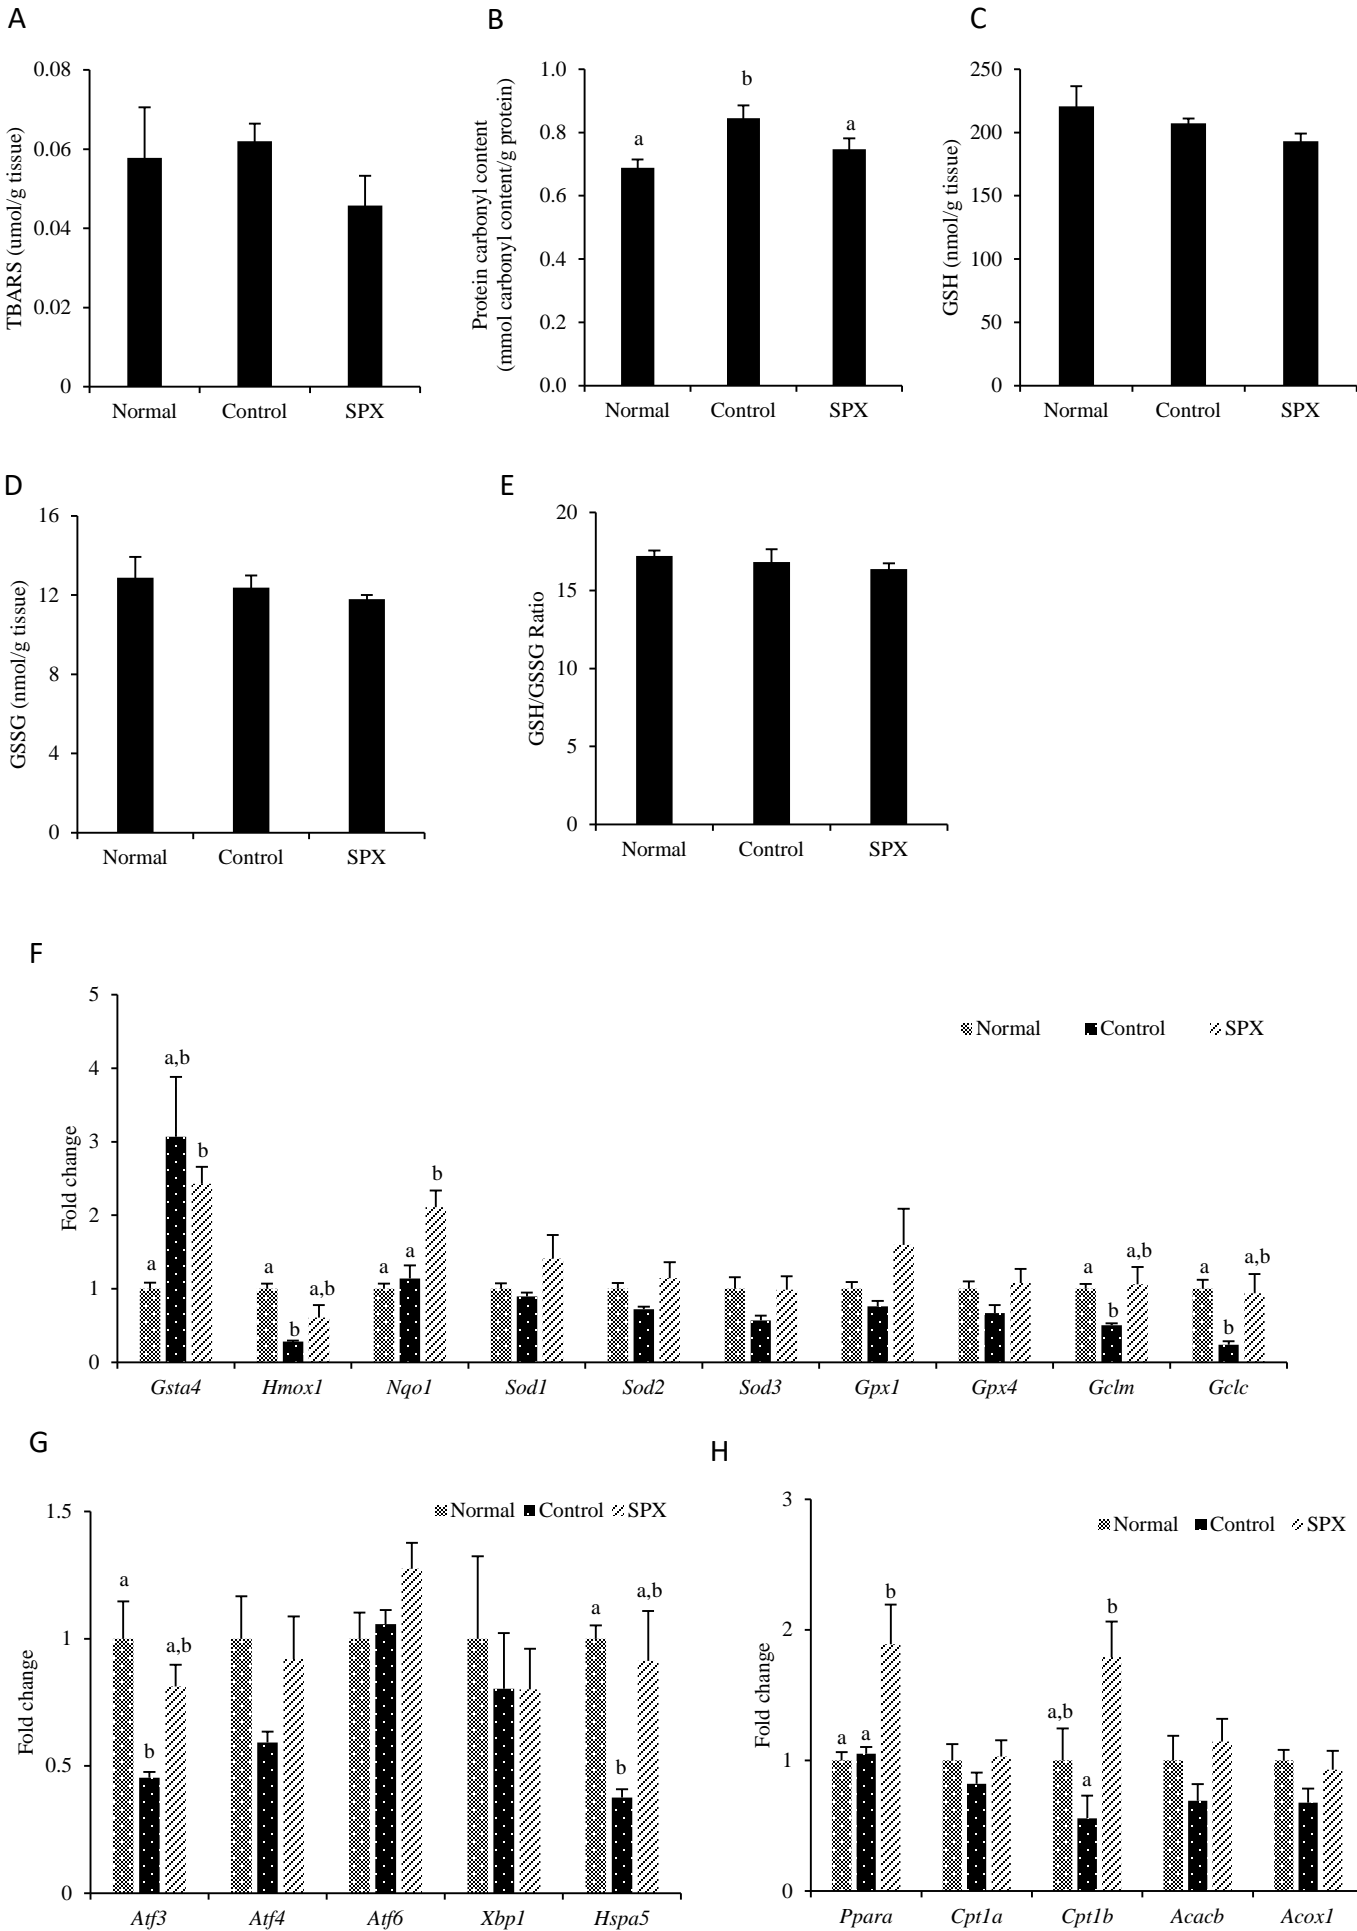 A
B
C
TBARS (umol/g tissue)
0.08
0.06
0.04
0.02
0
Normal Control SPX
Protein carbonyl content
(mmol carbonyl content/g protein)
1.0
0.8
0.6
0.4
0.2
0.0
a b a
Normal Control SPX
GSH (nmol/g tissue)
250
200
150
100
50
0
Normal Control SPX
D
E
GSSG (nmol/g tissue)
16
12
8
4
0
Normal Control SPX
GSH/GSSG Ratio
20
15
10
5
0
Normal Control SPX
F
Fold change
5
4
3
2
1
0
Normal Control SPX
a a,b b
a b a,b
a a b
a b a,b
a b a,b
Gsta4 Hmox1 Nqo1 Sod1 Sod2 Sod3 Gpx1 Gpx4 Gclm Gclc
G
Fold change
1.5
1
0.5
0
Normal Control SPX
a b a,b
a b a,b
Atf3 Atf4 Atf6 Xbp1 Hspa5
H
Fold change
3
2
1
0
Normal Control SPX
a a b
a,b a b
Ppara Cpt1a Cpt1b Acacb Acox1